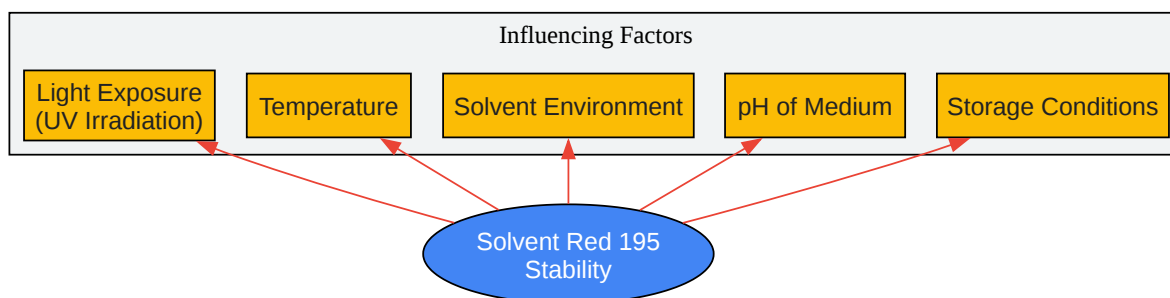 Influencing Factors
Light Exposure
(UV Irradiation)
Temperature
Solvent Environment
pH of Medium
Storage Conditions
Solvent Red 195
Stability